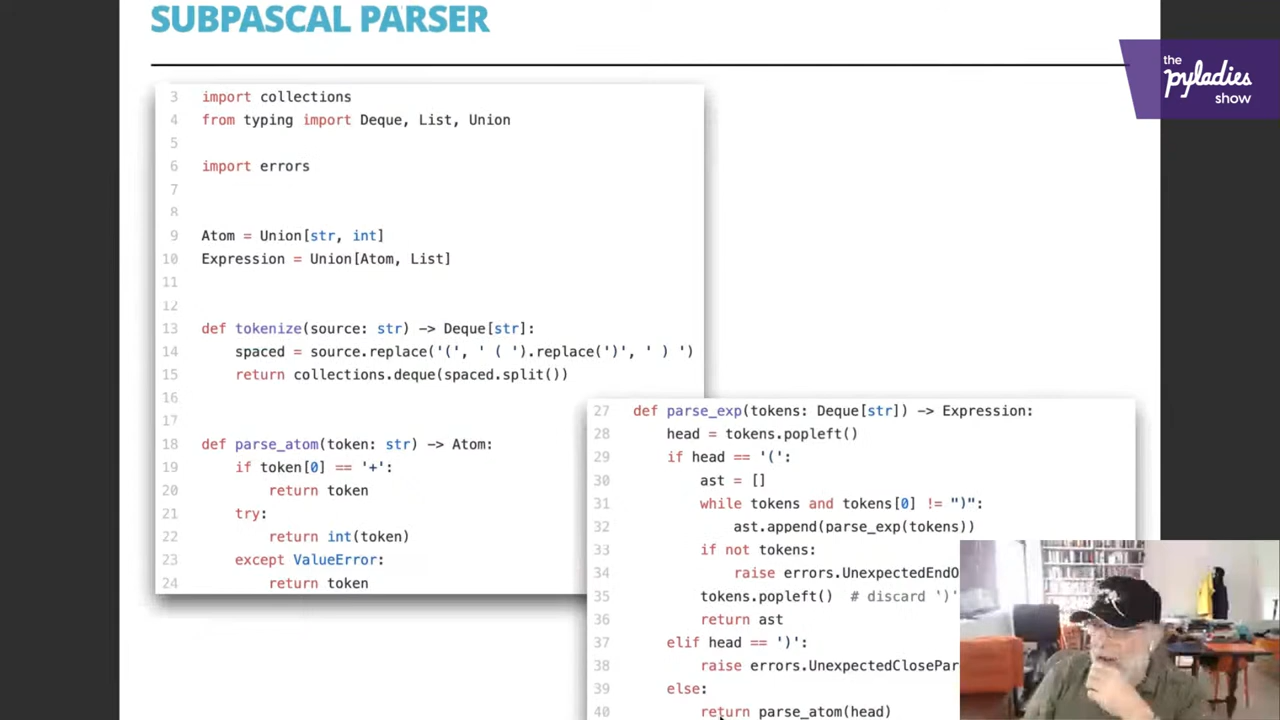 SUBPASCAL PARSER
the
pyladies
show
3 import collections
4 from typing import Deque, List, Union
5
6 import errors
7
8
9 Atom = Union[str, int]
10 Expression = Union[Atom, List]
11
12
13 def tokenize(source: str) -> Deque[str]:
14     spaced = source.replace('(', ' ( ').replace(')', ' ) ')
15     return collections.deque(spaced.split())
16
17
18 def parse_atom(token: str) -> Atom:
19     if token[0] == '+':
20         return token
21     try:
22         return int(token)
23     except ValueError:
24         return token
27 def parse_exp(tokens: Deque[str]) -> Expression:
28     head = tokens.popleft()
29     if head == '(':
30         ast = []
31         while tokens and tokens[0] != ")":
32             ast.append(parse_exp(tokens))
33         if not tokens:
34             raise errors.UnexpectedEndO
35         tokens.popleft()  # discard ')'
36         return ast
37     elif head == ')':
38         raise errors.UnexpectedClosePar
39     else:
40         return parse_atom(head)